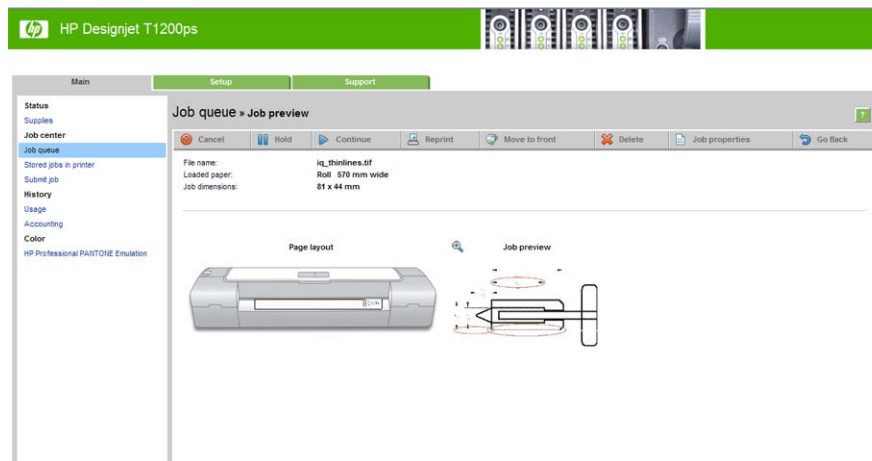 hp HP Designjet T1200ps
Main Setup Support
Status
Supplies
Job center
Job queue
Stored jobs in printer
Submit job
History
Usage
Accounting
Color
HP Professional PANTONE Emulation
Job queue » Job preview
?
Cancel Hold Continue Reprint Move to front Delete Job properties Go Back
File name: iq_thinlines.tif
Loaded paper: Roll 570 mm wide
Job dimensions: 81 x 44 mm
Page layout Job preview